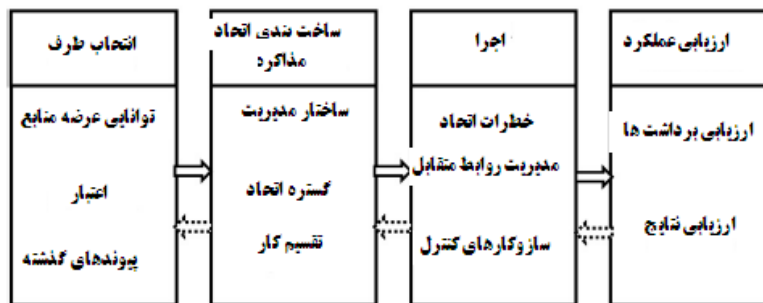 انتخاب طرف
توانایی عرضه منابع
اعتبار
پیوندهای گذشته
ساخت بندی اتحاد
مذاکره
ساختار مدیریت
گستره اتحاد
تقسیم کار
اجرا
خطرات اتحاد
مدیریت روابط متقابل
سازوکارهای کنترل
ارزیابی عملکرد
ارزیابی برداشت ها
ارزیابی نتایج